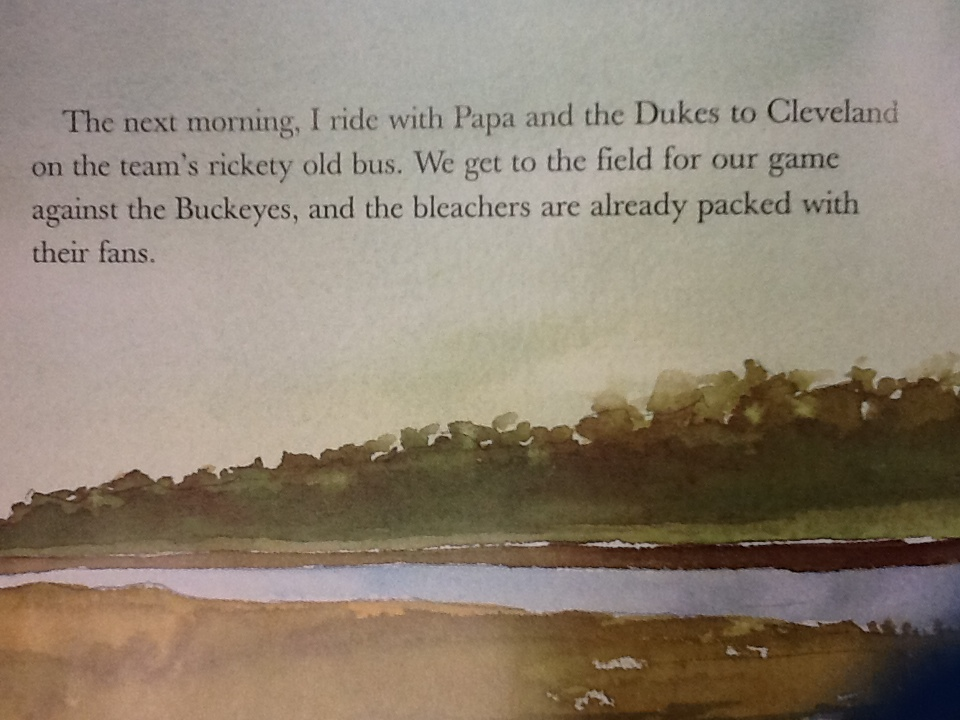 The next morning, I ride with Papa and the Dukes to Cleveland
on the team's rickety old bus. We get to the field for our game
against the Buckeyes, and the bleachers are already packed with
their fans.